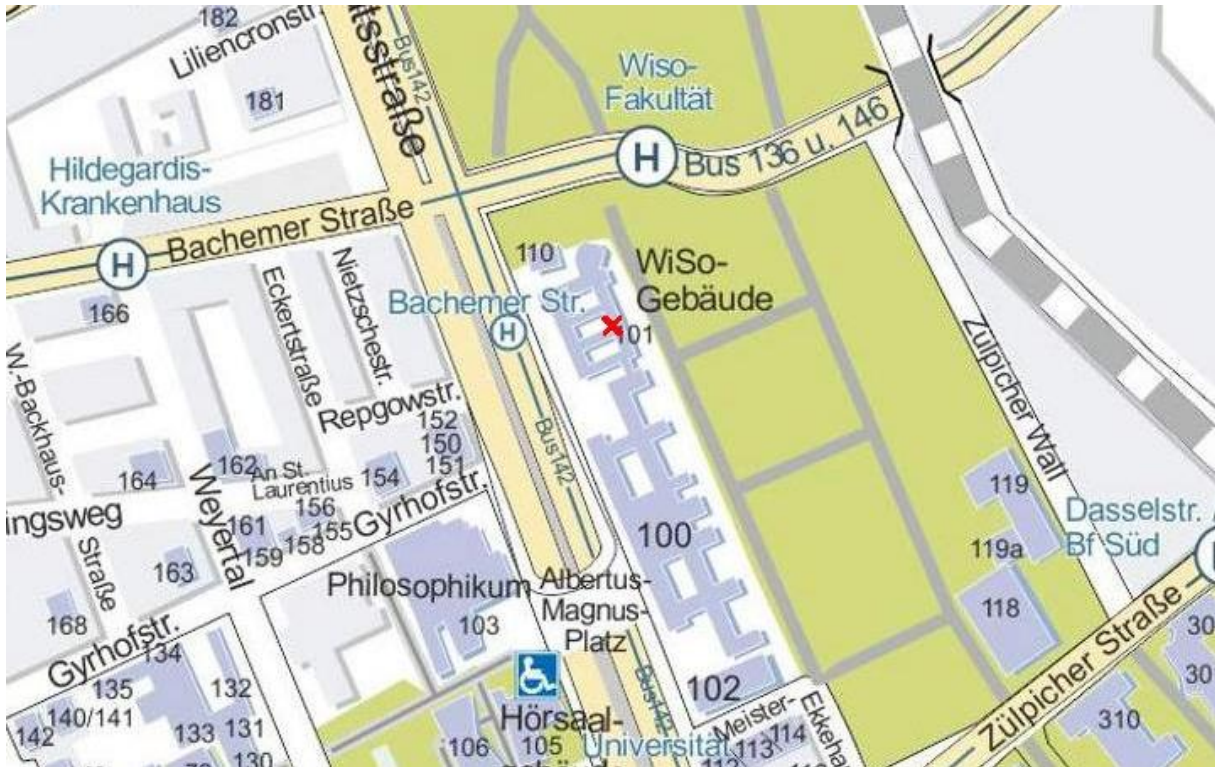 182
Liliencronstr
181
itsstraße
Bus142
Wiso-
Fakultät
H
Bus 136 u. 146
Hildegardis-
Krankenhaus
H
Bachemer Straße
110
WiSo-
Gebäude
101
Bachemer Str.
H
166
Eckertstraße
Nietzschestr.
Zülpicher Wall
W.-Backhaus-
Straße
Repgowstr.
152
150
151
Bus142
164
162
An St.
Laurentius
154
Weyertal
156
155
Gyrhofstr.
ingsweg
161
159
158
163
100
119
119a
Dasselstr. /
Bf Süd
Philosophikum
103
Albertus-
Magnus-
Platz
118
168
Gyrhofstr.
134
135
132
140/141
142
133
131
130
102
Bus142
Hörsaal-
106
105
Universität
Meister-
113
114
Ekkeha
Zülpicher Straße
310
30
30